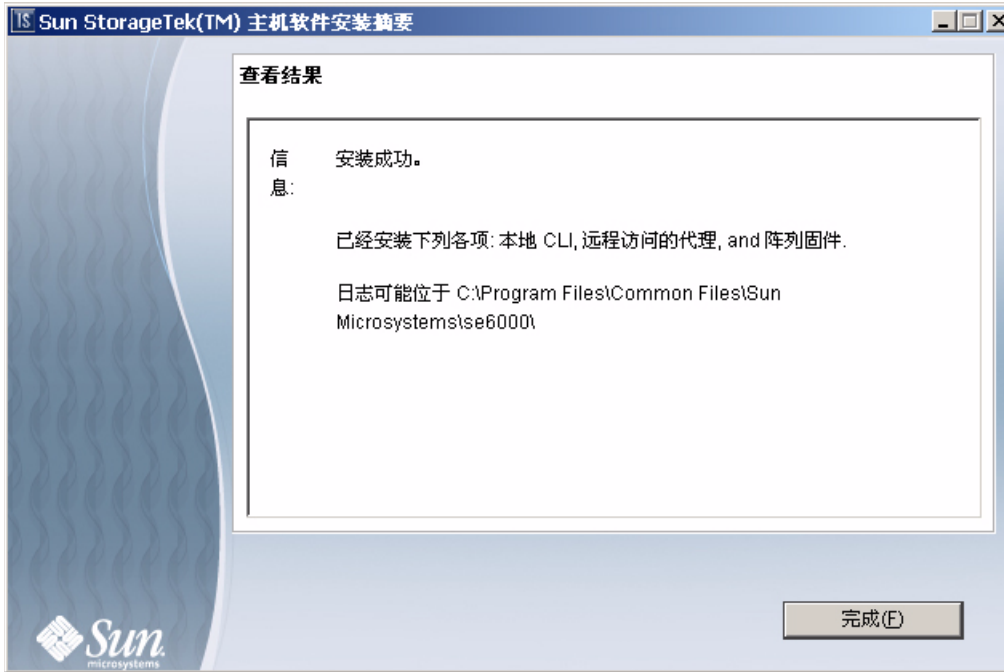 Sun StorageTek(TM) 主机软件安装摘要
查看结果
信
息:
安装成功。
已经安装下列各项: 本地 CLI, 远程访问的代理, and 阵列固件.
日志可能位于 C:\Program Files\Common Files\Sun
Microsystems\se6000\
完成(F)
Sun
microsystems